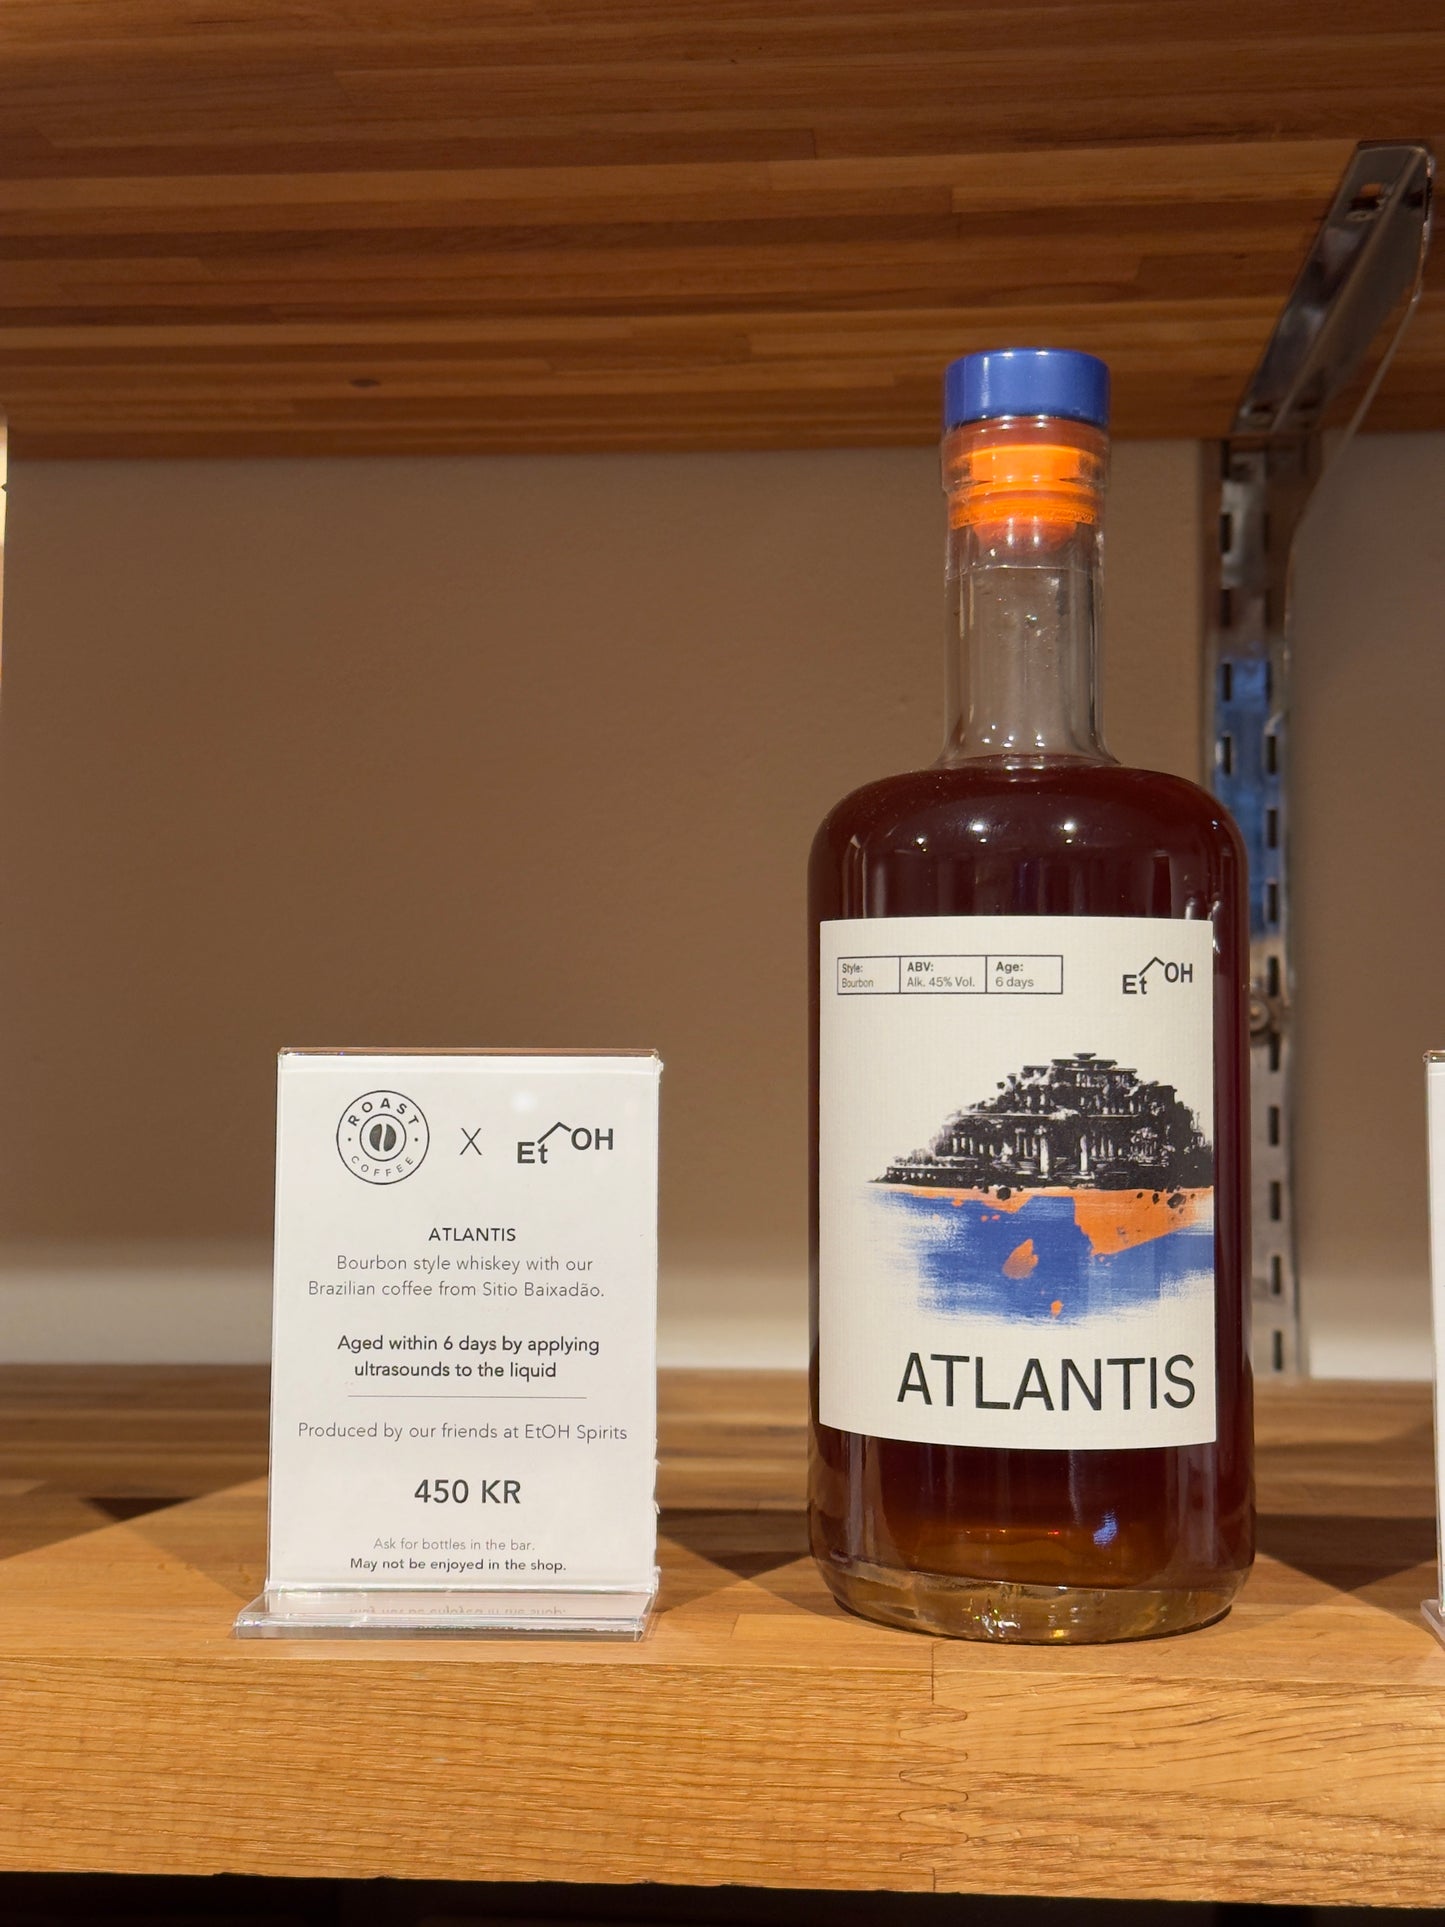 ROAST
COFFEE
X
EtOH
ATLANTIS
Bourbon style whiskey with our
Brazilian coffee from Sitio Baixadão.
Aged within 6 days by applying
ultrasounds to the liquid
Produced by our friends at EtOH Spirits
450 KR
Ask for bottles in the bar.
May not be enjoyed in the shop.
Style:
Bourbon
ABV:
Alk. 45% Vol.
Age:
6 days
EtOH
ATLANTIS